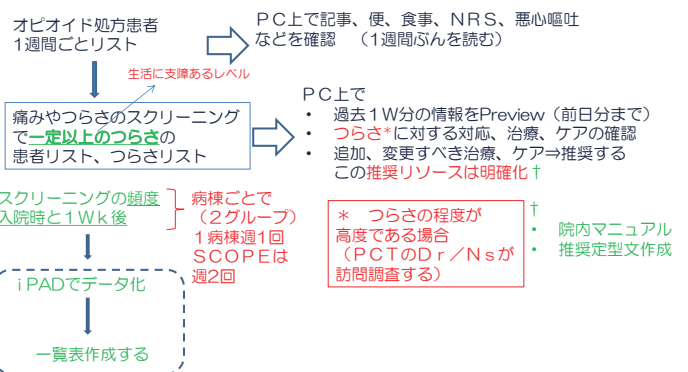 オピオイド処方患者
1週間ごとリスト
PC上で記事、便、食事、NRS、悪心嘔吐
などを確認 (1週間ぶんを読む)
生活に支障あるレベル
痛みやつらさのスクリーニング
で一定以上のつらさの
患者リスト、つらさリスト
PC上で
• 過去1W分の情報をPreview(前日分まで)
• つらさ*に対する対応、治療、ケアの確認
• 追加、変更すべき治療、ケア⇒推奨する
この推奨リソースは明確化†
スクリーニングの頻度
入院時と1Wk後
病棟ごとで
(2グループ)
1病棟週1回
SCOPEは
週2回
* つらさの程度が
高度である場合
(PCTのDr/Nsが
訪問調査する)
†
• 院内マニュアル
• 推奨定型文作成
iPADでデータ化
一覧表作成する